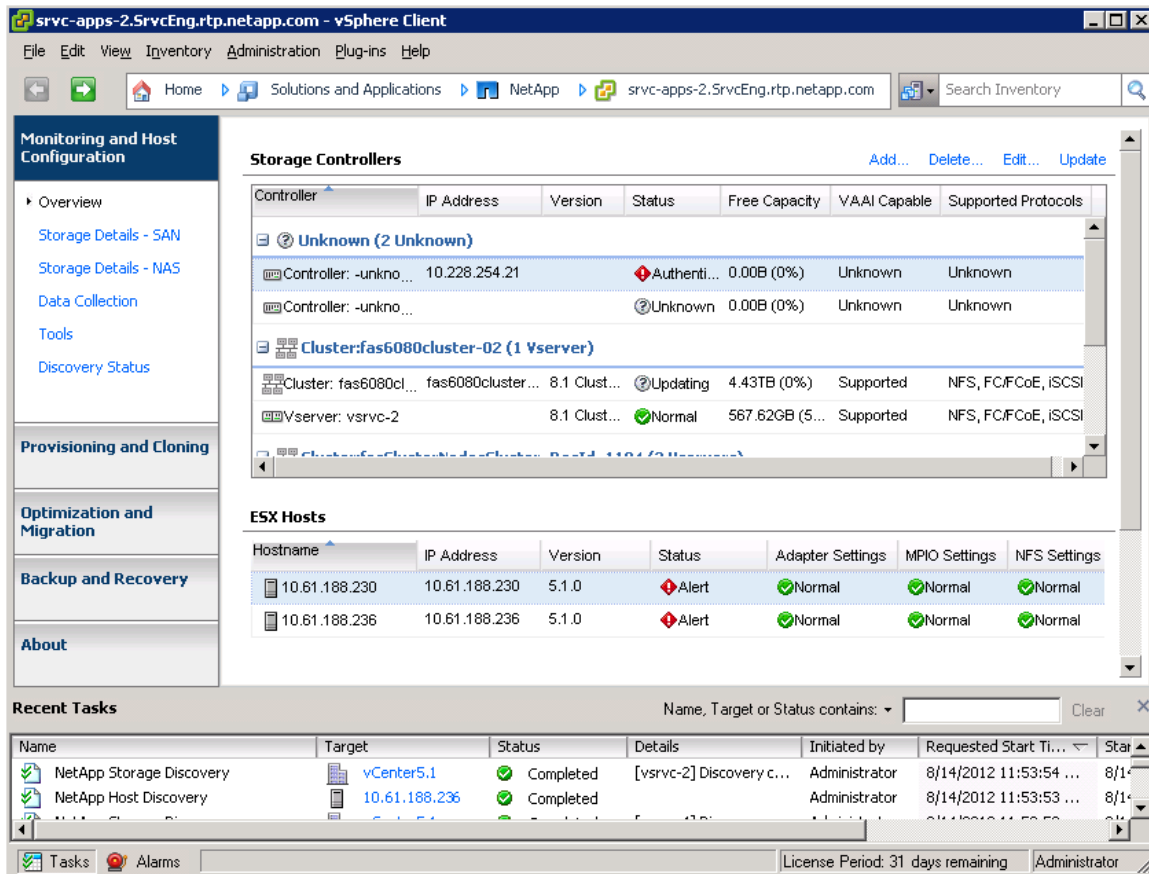 srvc-apps-2.SrvcEng.rtp.netapp.com - vSphere Client
File Edit View Inventory Administration Plug-ins Help
Home Solutions and Applications NetApp srvc-apps-2.SrvcEng.rtp.netapp.com Search Inventory
Monitoring and Host Configuration
Overview
Storage Details - SAN
Storage Details - NAS
Data Collection
Tools
Discovery Status
Provisioning and Cloning
Optimization and Migration
Backup and Recovery
About
Storage Controllers Add... Delete... Edit... Update
Controller IP Address Version Status Free Capacity VAAI Capable Supported Protocols
Unknown (2 Unknown)
Controller: -unkno... 10.228.254.21 Authenti... 0.00B (0%) Unknown Unknown
Controller: -unkno... Unknown 0.00B (0%) Unknown Unknown
Cluster:fas6080cluster-02 (1 Vserver)
Cluster: fas6080cl... fas6080cluster... 8.1 Clust... Updating 4.43TB (0%) Supported NFS, FC/FCoE, iSCSI
Vserver: vsrvc-2 8.1 Clust... Normal 567.62GB (5... Supported NFS, FC/FCoE, iSCSI
ESX Hosts
Hostname IP Address Version Status Adapter Settings MPIO Settings NFS Settings
10.61.188.230 10.61.188.230 5.1.0 Alert Normal Normal Normal
10.61.188.236 10.61.188.236 5.1.0 Alert Normal Normal Normal
Recent Tasks Name, Target or Status contains: Clear
Name Target Status Details Initiated by Requested Start Ti... Star
NetApp Storage Discovery vCenter5.1 Completed [vsrvc-2] Discovery c... Administrator 8/14/2012 11:53:54 ... 8/14
NetApp Host Discovery 10.61.188.236 Completed Administrator 8/14/2012 11:53:53 ... 8/14
Tasks Alarms License Period: 31 days remaining Administrator